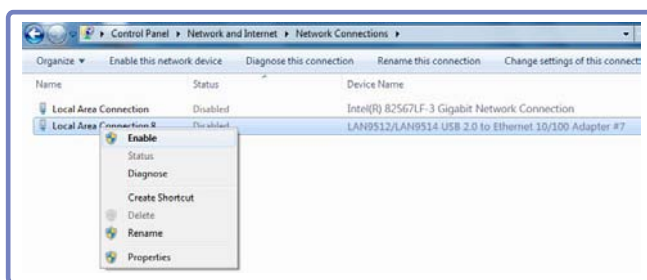 Control Panel ▸ Network and Internet ▸ Network Connections ▸
Organize ▼ Enable this network device Diagnose this connection Rename this connection Change settings of this connect
Name Status Device Name
Local Area Connection Disabled Intel(R) 82567LF-3 Gigabit Network Connection
Local Area Connection 8 Disabled LAN9512/LAN9514 USB 2.0 to Ethernet 10/100 Adapter #7
Enable
Status
Diagnose
Create Shortcut
Delete
Rename
Properties